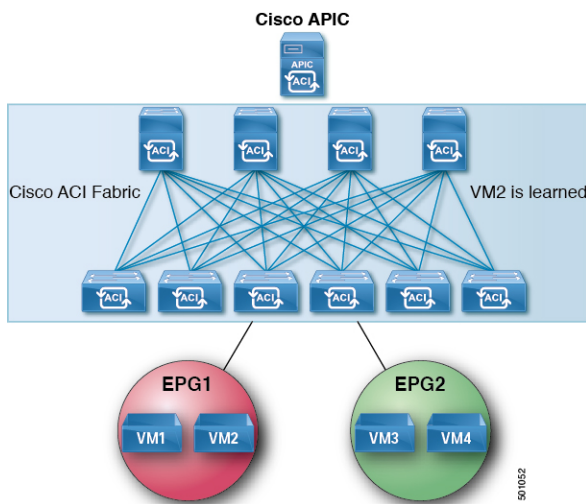 Cisco APIC
APIC
ACI
ACI
ACI
ACI
ACI
Cisco ACI Fabric
VM2 is learned
ACI
ACI
ACI
ACI
ACI
ACI
EPG1
EPG2
VM1
VM2
VM3
VM4
501052